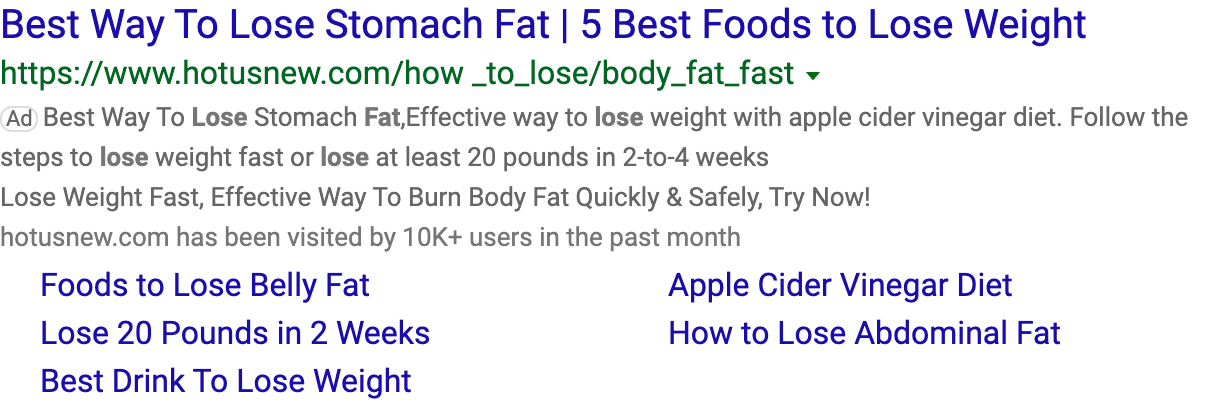 Best Way To Lose Stomach Fat | 5 Best Foods to Lose Weight
https://www.hotusnew.com/how _to_lose/body_fat_fast
Ad Best Way To Lose Stomach Fat,Effective way to lose weight with apple cider vinegar diet. Follow the
steps to lose weight fast or lose at least 20 pounds in 2-to-4 weeks
Lose Weight Fast, Effective Way To Burn Body Fat Quickly & Safely, Try Now!
hotusnew.com has been visited by 10K+ users in the past month
Foods to Lose Belly Fat
Apple Cider Vinegar Diet
Lose 20 Pounds in 2 Weeks
How to Lose Abdominal Fat
Best Drink To Lose Weight